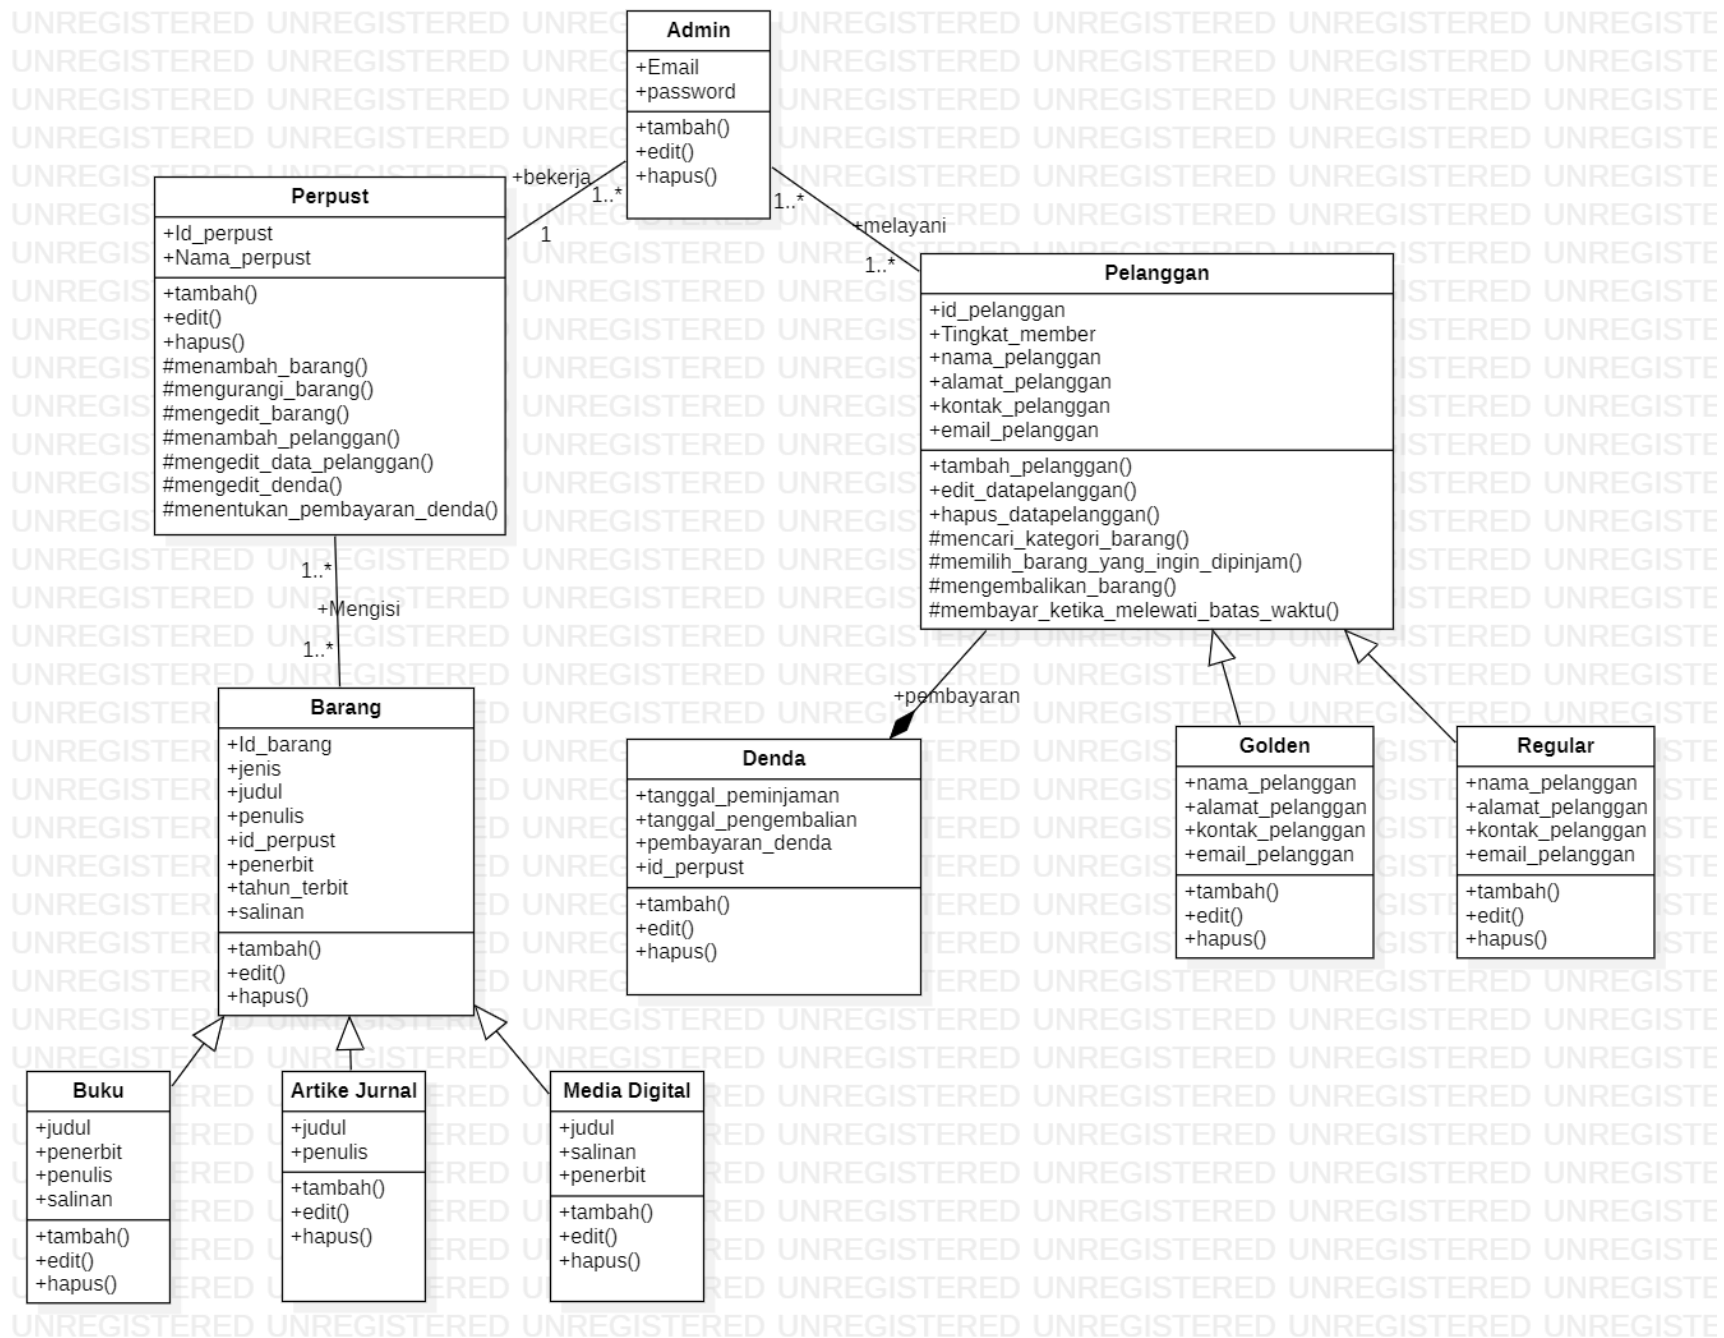 Admin
+Email
+password
+tambah()
+edit()
+hapus()
+bekerja
1..*
1
1..*
+melayani
1..*
Perpust
+Id_perpust
+Nama_perpust
+tambah()
+edit()
+hapus()
#menambah_barang()
#mengurangi_barang()
#mengedit_barang()
#menambah_pelanggan()
#mengedit_data_pelanggan()
#mengedit_denda()
#menentukan_pembayaran_denda()
Pelanggan
+id_pelanggan
+Tingkat_member
+nama_pelanggan
+alamat_pelanggan
+kontak_pelanggan
+email_pelanggan
+tambah_pelanggan()
+edit_datapelanggan()
+hapus_datapelanggan()
#mencari_kategori_barang()
#memilih_barang_yang_ingin_dipinjam()
#mengembalikan_barang()
#membayar_ketika_melewati_batas_waktu()
1..*
+Mengisi
1..*
+pembayaran
Barang
+Id_barang
+jenis
+judul
+penulis
+id_perpust
+penerbit
+tahun_terbit
+salinan
+tambah()
+edit()
+hapus()
Denda
+tanggal_peminjaman
+tanggal_pengembalian
+pembayaran_denda
+id_perpust
+tambah()
+edit()
+hapus()
Golden
+nama_pelanggan
+alamat_pelanggan
+kontak_pelanggan
+email_pelanggan
+tambah()
+edit()
+hapus()
Regular
+nama_pelanggan
+alamat_pelanggan
+kontak_pelanggan
+email_pelanggan
+tambah()
+edit()
+hapus()
Buku
+judul
+penerbit
+penulis
+salinan
+tambah()
+edit()
+hapus()
Artike Jurnal
+judul
+penulis
+tambah()
+edit()
+hapus()
Media Digital
+judul
+salinan
+penerbit
+tambah()
+edit()
+hapus()
UNREGISTERED